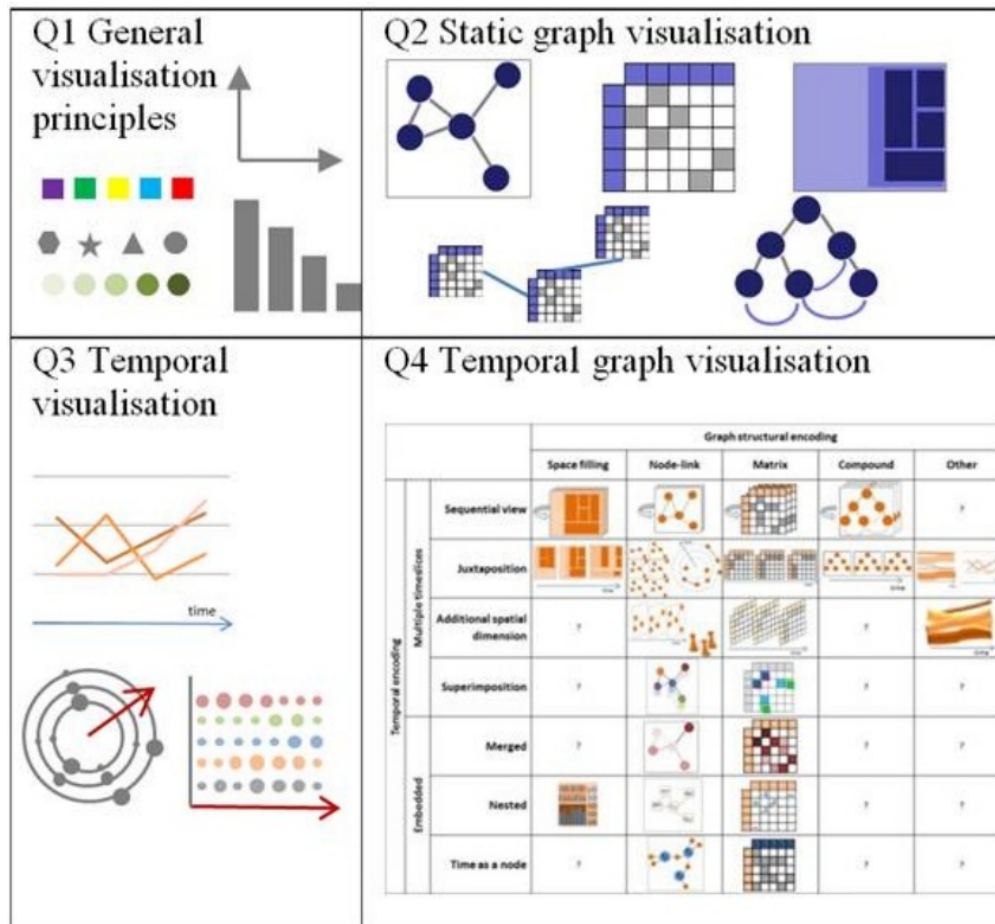 Q1 General
visualisation
principles
Q2 Static graph visualisation
Q3 Temporal
visualisation
time
Q4 Temporal graph visualisation
Graph structural encoding
Space filling Node-link Matrix Compound Other
Temporal encoding
Multiple timeslices
Sequential view ?
Juxtaposition
Additional spatial
dimension ? ?
Superimposition ? ? ?
Embedded
Merged ? ? ?
Nested ? ?
Time as a node ? ? ?